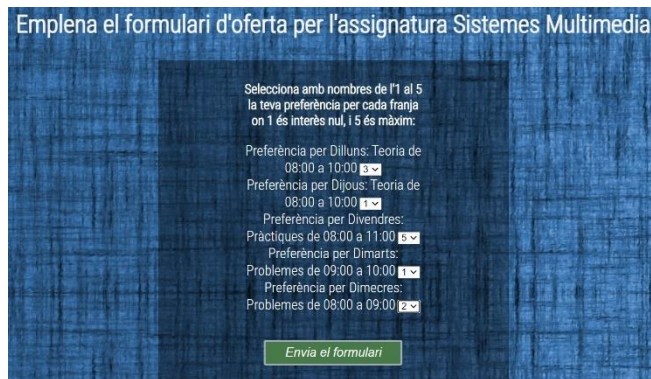 Emplena el formulari d'oferta per l'assignatura Sistemes Multimedia
Selecciona amb nombres de l'1 al 5
la teva preferència per cada franja
on 1 és interès nul, i 5 és màxim:
Preferència per Dilluns: Teoria de
08:00 a 10:00 3
Preferència per Dijous: Teoria de
08:00 a 10:00 1
Preferència per Divendres:
Pràctiques de 08:00 a 11:00 5
Preferència per Dimarts:
Problemes de 09:00 a 10:00 1
Preferència per Dimecres:
Problemes de 08:00 a 09:00 2
Envia el formulari